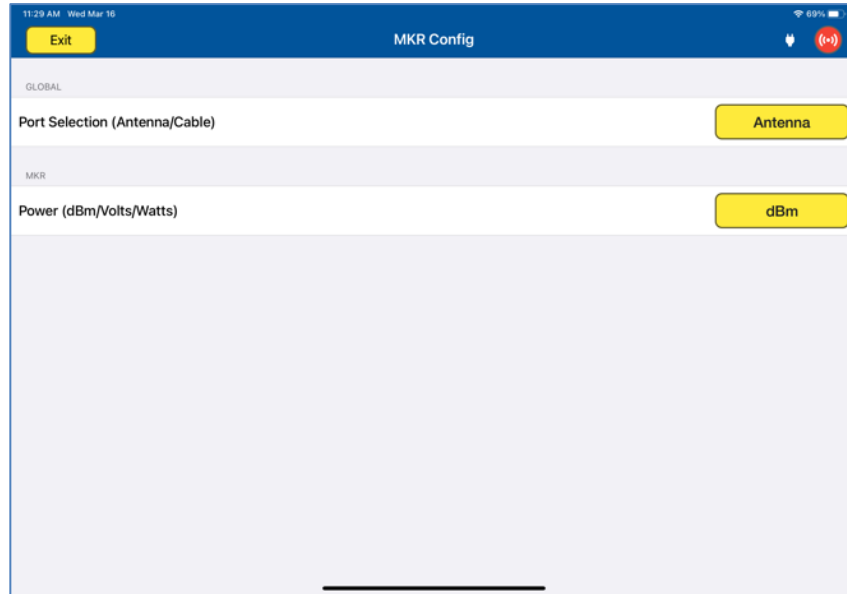 11:29 AM Wed Mar 16
69%
Exit
MKR Config
GLOBAL
Port Selection (Antenna/Cable)
Antenna
MKR
Power (dBm/Volts/Watts)
dBm